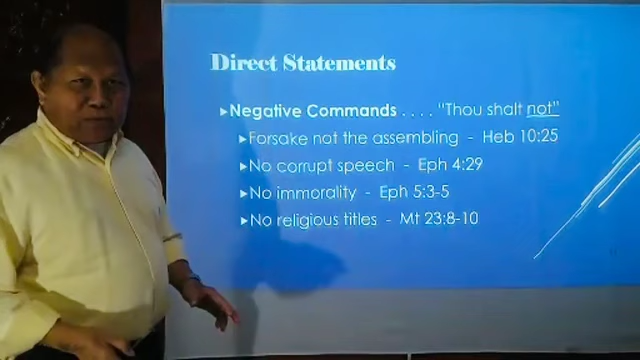 Direct Statements
▸Negative Commands . . . . "Thou shalt not"
▸Forsake not the assembling - Heb 10:25
▸No corrupt speech - Eph 4:29
▸No immorality - Eph 5:3-5
▸No religious titles - Mt 23:8-10